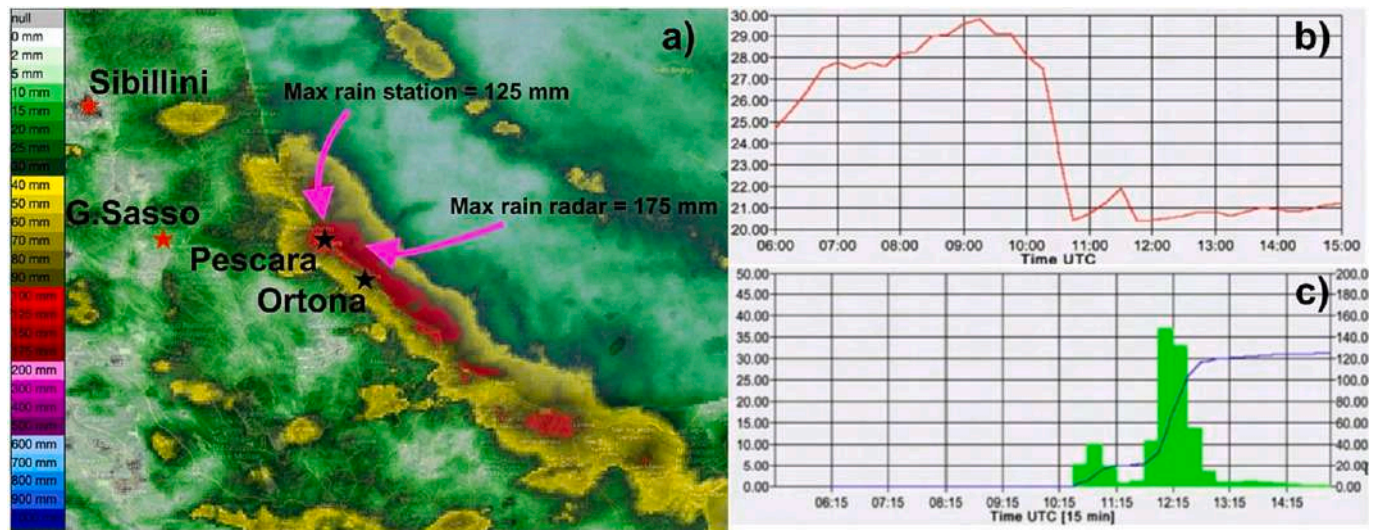 null
0 mm
2 mm
5 mm
10 mm
15 mm
20 mm
25 mm
30 mm
40 mm
50 mm
60 mm
70 mm
80 mm
90 mm
100 mm
125 mm
150 mm
175 mm
200 mm
300 mm
400 mm
500 mm
600 mm
700 mm
800 mm
900 mm
a)
Sibillini
Max rain station = 125 mm
G.Sasso
Max rain radar = 175 mm
Pescara
Ortona
b)
30.00
29.00
28.00
27.00
26.00
25.00
24.00
23.00
22.00
21.00
20.00
06:00 07:00 08:00 09:00 10:00 11:00 12:00 13:00 14:00 15:00
Time UTC
c)
50.00 200.0
45.00 180.0
40.00 160.0
35.00 140.0
30.00 120.0
25.00 100.0
20.00 80.00
15.00 60.00
10.00 40.00
5.00 20.00
0.00 0.00
06:15 07:15 08:15 09:15 10:15 11:15 12:15 13:15 14:15
Time UTC [15 min]